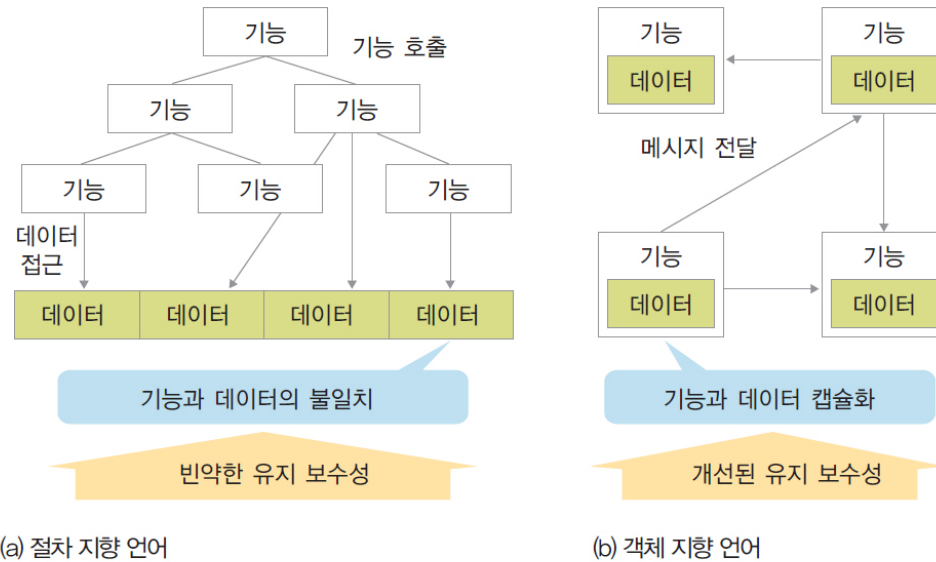 기능
기능 호출
기능
기능
기능
기능
기능
데이터
접근
데이터
데이터
데이터
데이터
기능과 데이터의 불일치
빈약한 유지 보수성
(a) 절차 지향 언어
기능
데이터
기능
데이터
메시지 전달
기능
데이터
기능
데이터
기능과 데이터 캡슐화
개선된 유지 보수성
(b) 객체 지향 언어